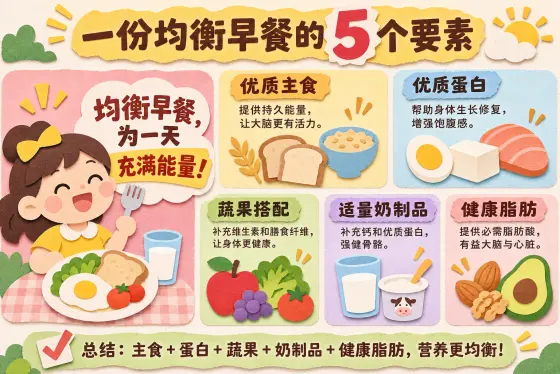 一份均衡早餐的5个要素
均衡早餐,
为一天
充满能量!
优质主食
提供持久能量,
让大脑更有活力。
优质蛋白
帮助身体生长修复,
增强饱腹感。
蔬果搭配
补充维生素和膳食纤维,
让身体更健康。
适量奶制品
补充钙和优质蛋白,
强健骨骼。
健康脂肪
提供必需脂肪酸,
有益大脑与心脏。
总结：主食+蛋白+蔬果+奶制品+健康脂肪,营养更均衡!